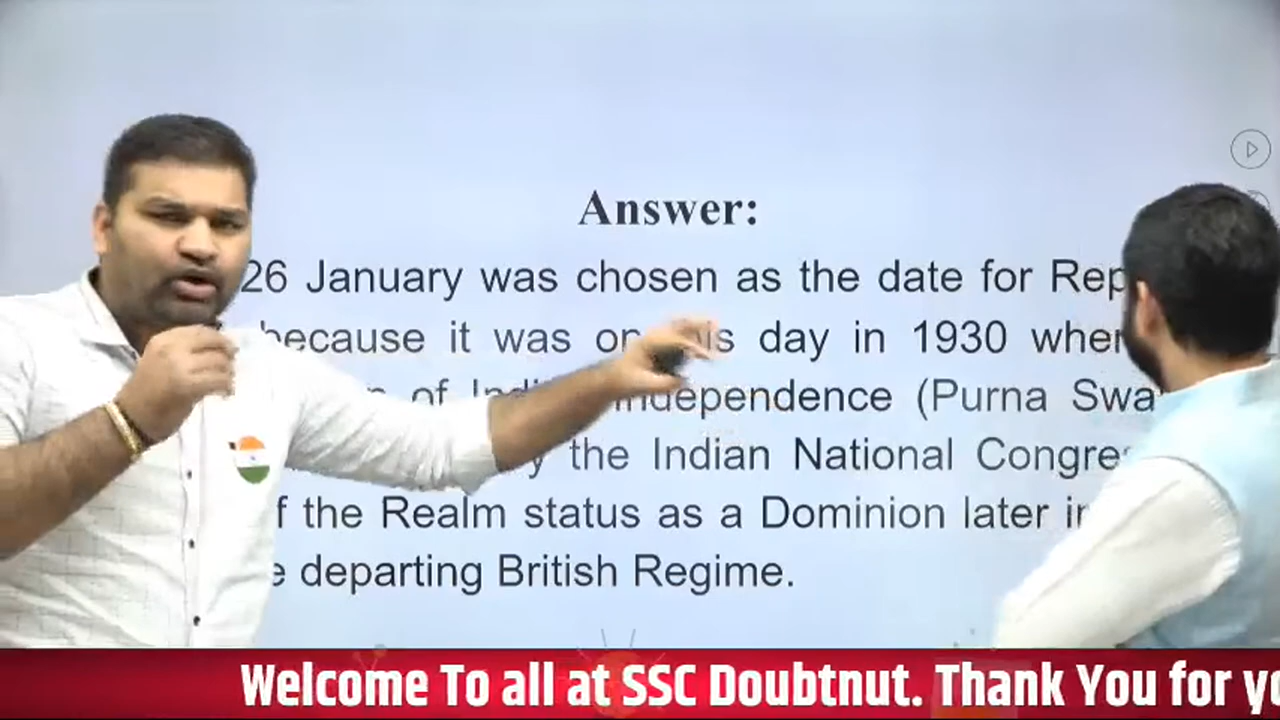 Answer:
26 January was chosen as the date for Rep
because it was on this day in 1930 when
of Independence (Purna Swa
the Indian National Congres
f the Realm status as a Dominion later in
e departing British Regime.
Welcome To all at SSC Doubtnut. Thank You for yo